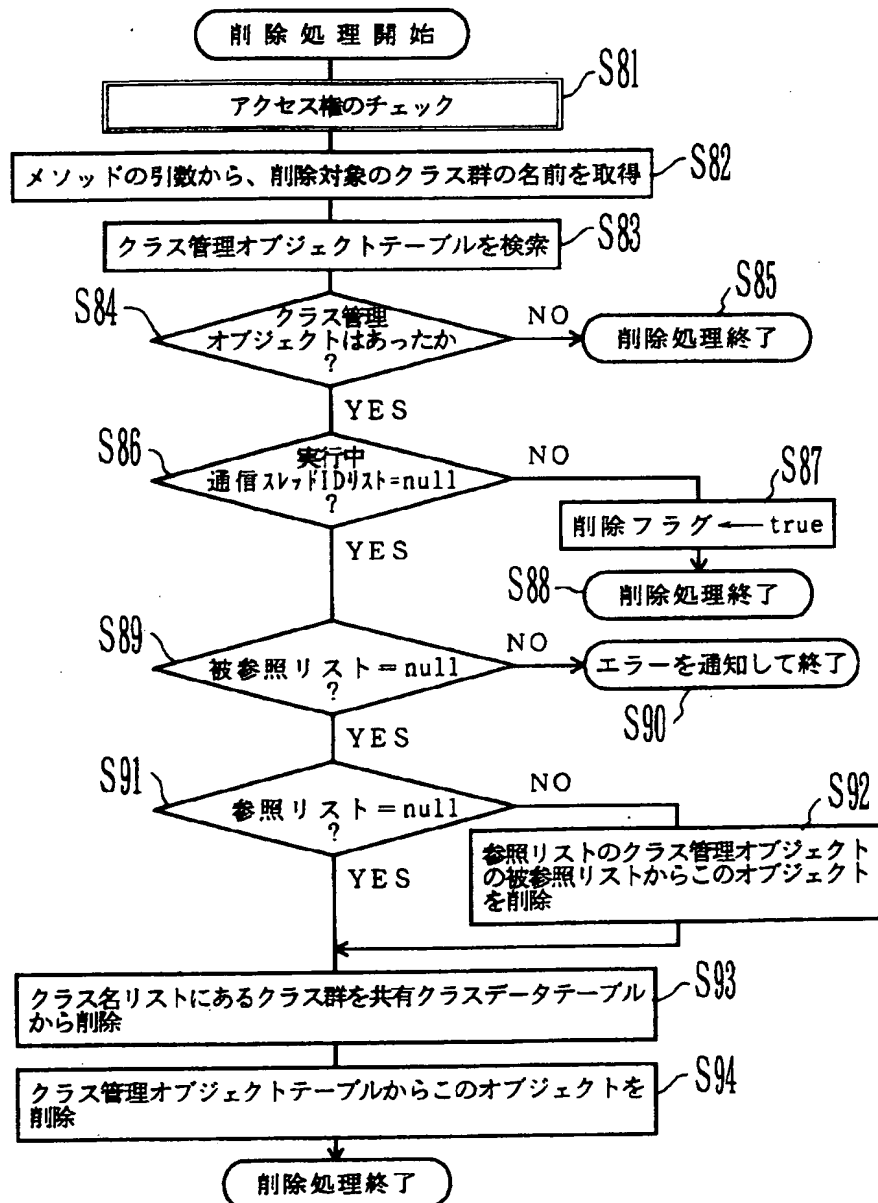 削除処理開始
S81
アクセス権のチェック
S82
メソッドの引数から、削除対象のクラス群の名前を取得
S83
クラス管理オブジェクトテーブルを検索
S84
クラス管理
オブジェクトはあったか
?
NO
S85
削除処理終了
YES
S86
実行中
通信スレッドIDリスト=null
?
NO
S87
削除フラグ←true
YES
S88
削除処理終了
S89
被参照リスト=null
?
NO
エラーを通知して終了
S90
YES
S91
参照リスト=null
?
NO
S92
参照リストのクラス管理オブジェクト
の被参照リストからこのオブジェクト
を削除
YES
S93
クラス名リストにあるクラス群を共有クラスデータテーブル
から削除
S94
クラス管理オブジェクトテーブルからこのオブジェクトを
削除
削除処理終了